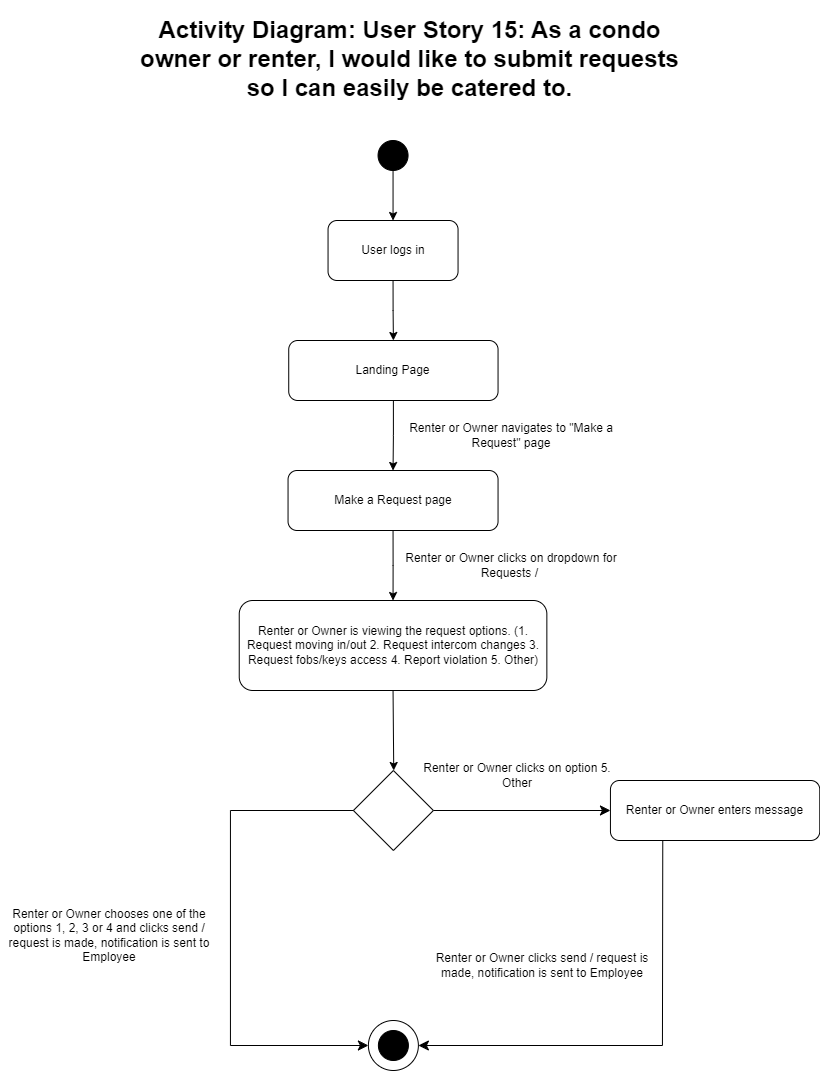 Activity Diagram: User Story 15: As a condo
owner or renter, I would like to submit requests
so I can easily be catered to.
User logs in
Landing Page
Renter or Owner navigates to "Make a
Request" page
Make a Request page
Renter or Owner clicks on dropdown for
Requests /
Renter or Owner is viewing the request options. (1.
Request moving in/out 2. Request intercom changes 3.
Request fobs/keys access 4. Report violation 5. Other)
Renter or Owner clicks on option 5.
Other
Renter or Owner enters message
Renter or Owner chooses one of the
options 1, 2, 3 or 4 and clicks send /
request is made, notification is sent to
Employee
Renter or Owner clicks send / request is
made, notification is sent to Employee